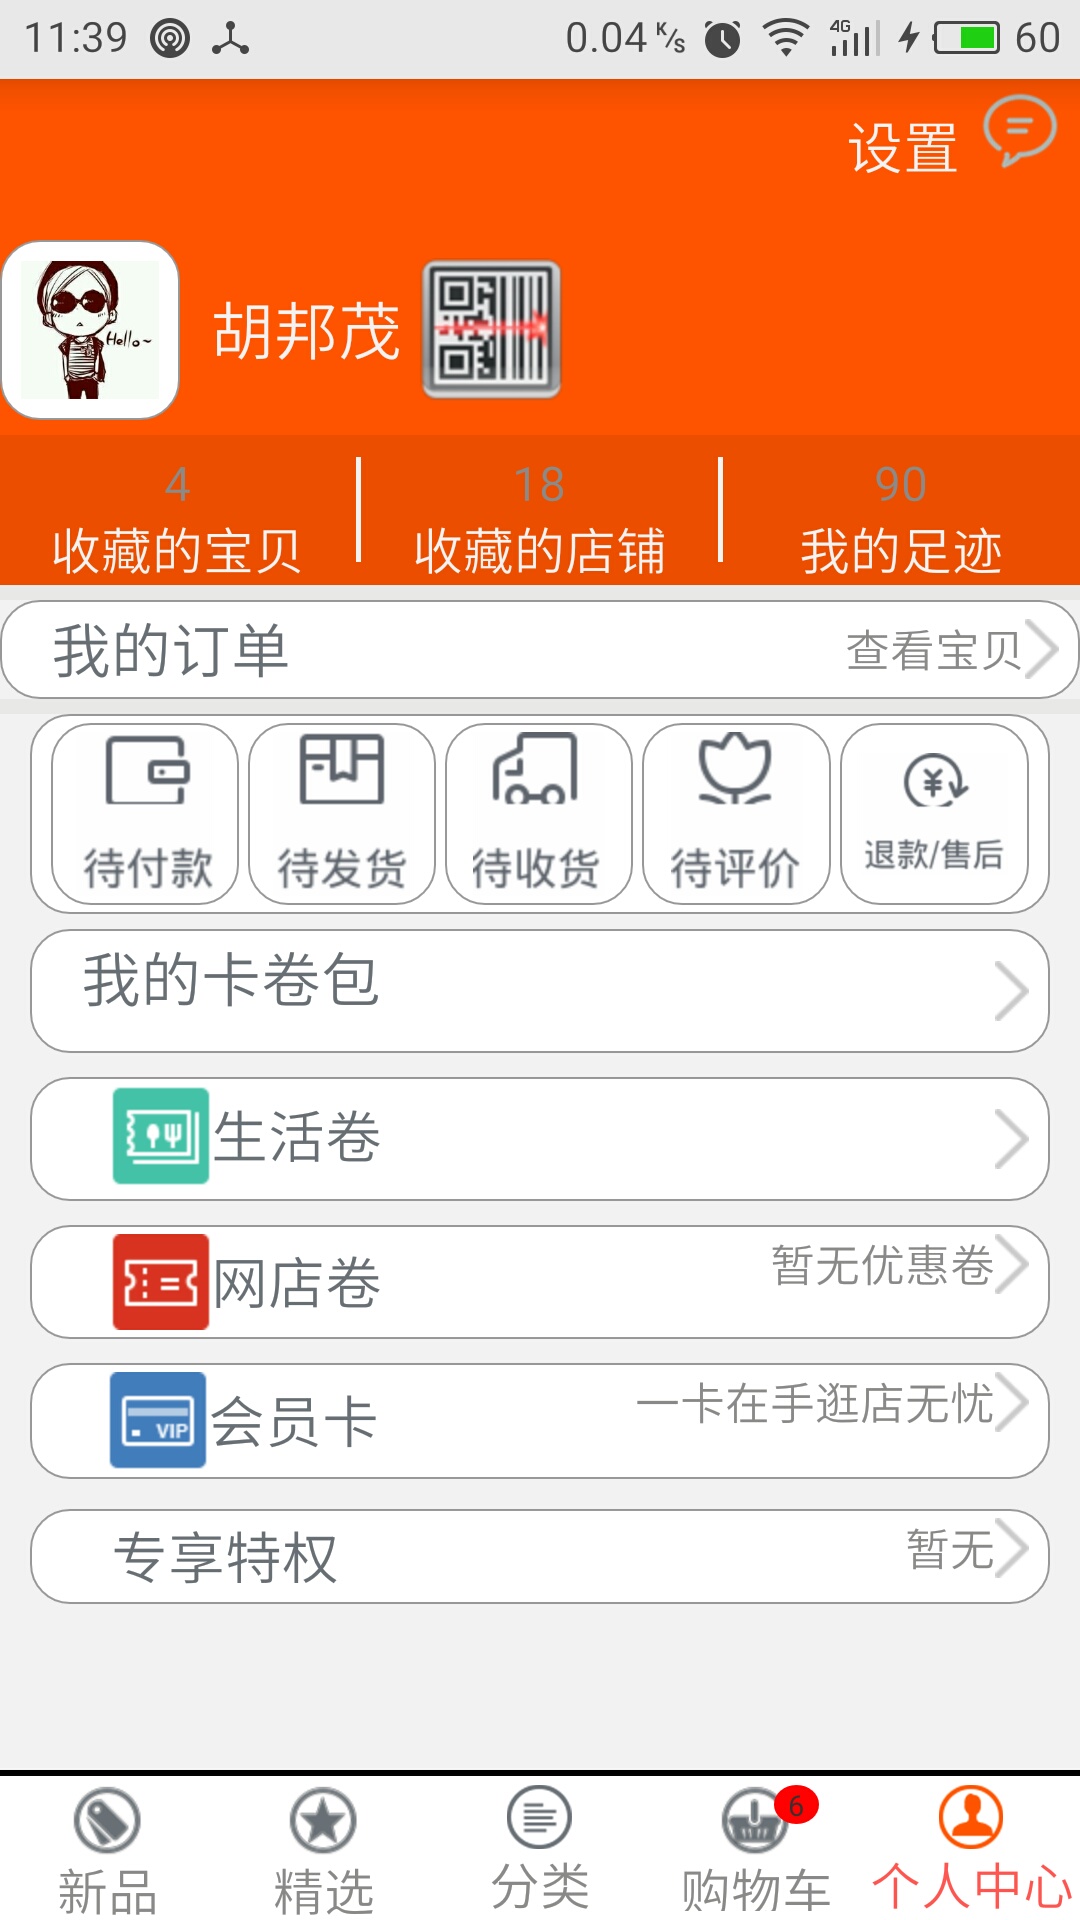 11:39 0.04 K/s 4G 60
设置
Hello~
胡邦茂
4 18 90
收藏的宝贝 收藏的店铺 我的足迹
我的订单 查看宝贝
待付款 待发货 待收货 待评价 退款/售后
我的卡卷包
生活卷
网店卷 暂无优惠卷
VIP 会员卡 一卡在手逛店无忧
专享特权 暂无
6
新品 精选 分类 购物车 个人中心